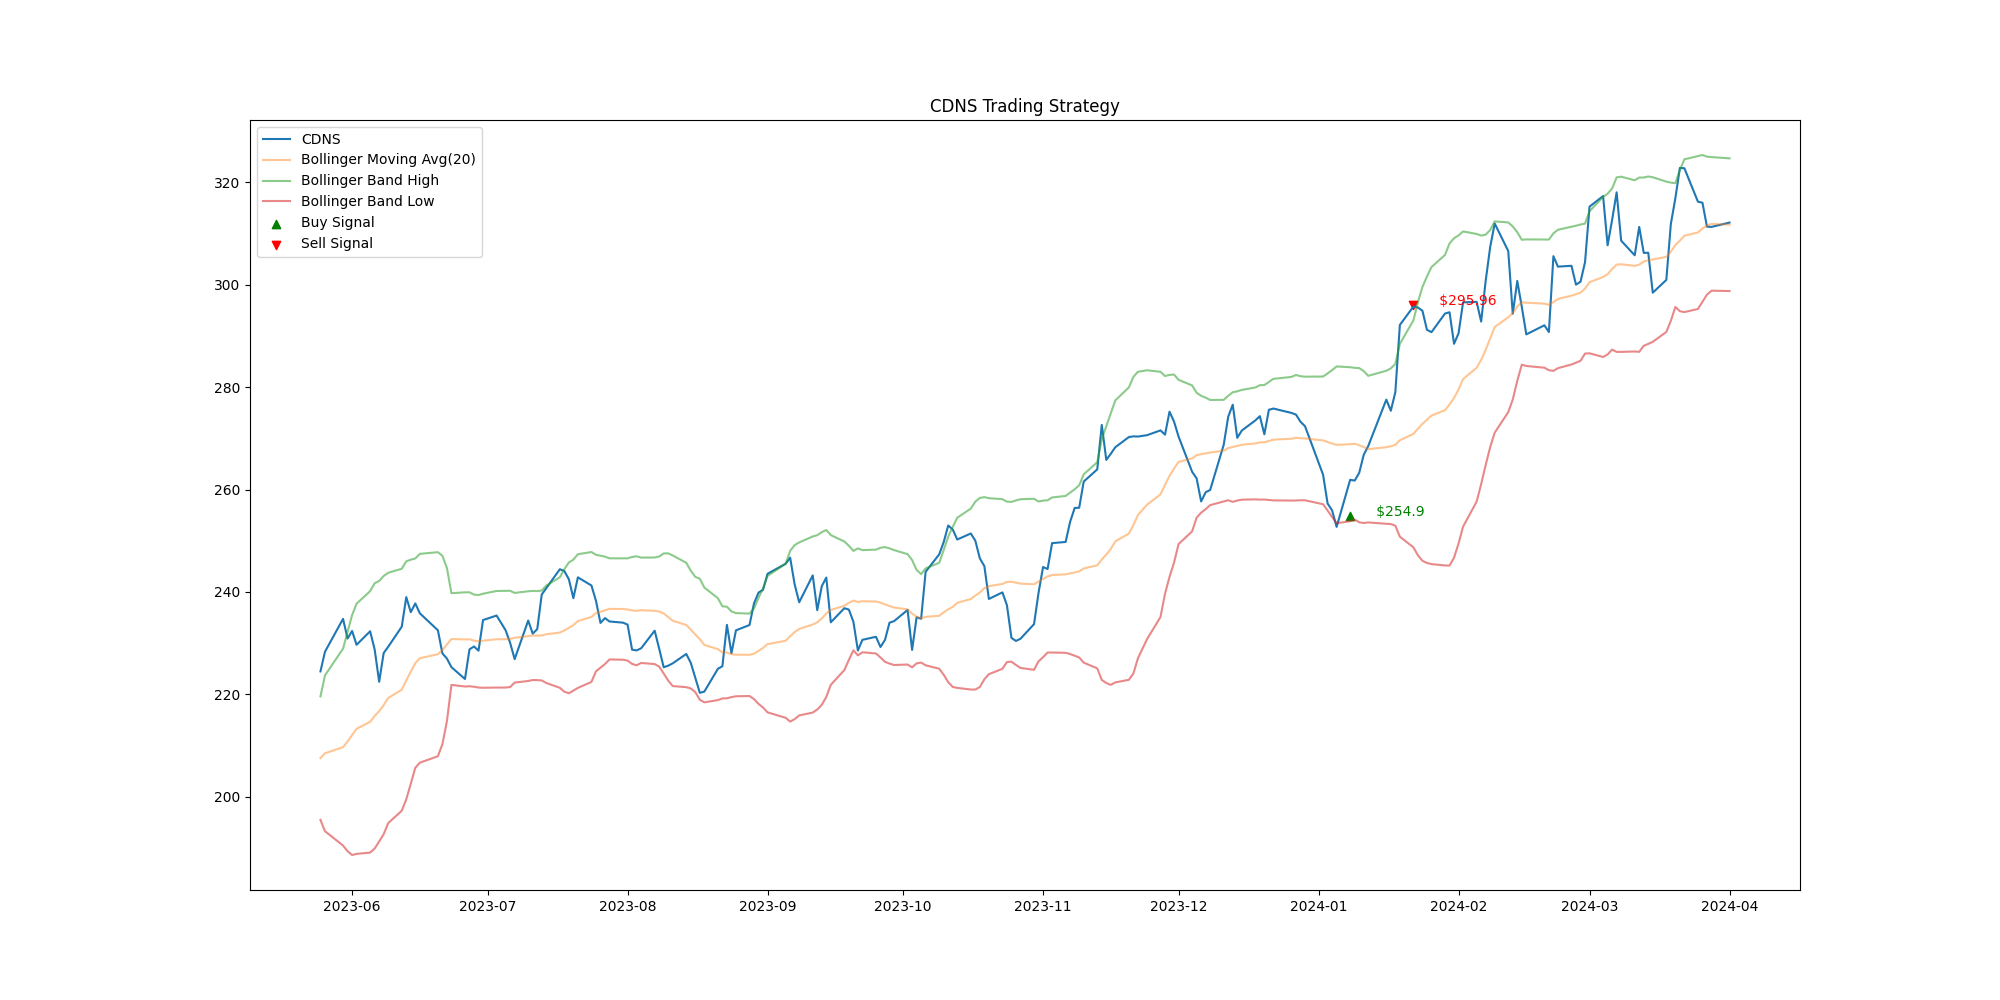 CDNS Trading Strategy
CDNS
Bollinger Moving Avg(20)
Bollinger Band High
Bollinger Band Low
Buy Signal
Sell Signal
320
300
280
260
240
220
200
$295.96
$254.9
2023-06 2023-07 2023-08 2023-09 2023-10 2023-11 2023-12 2024-01 2024-02 2024-03 2024-04